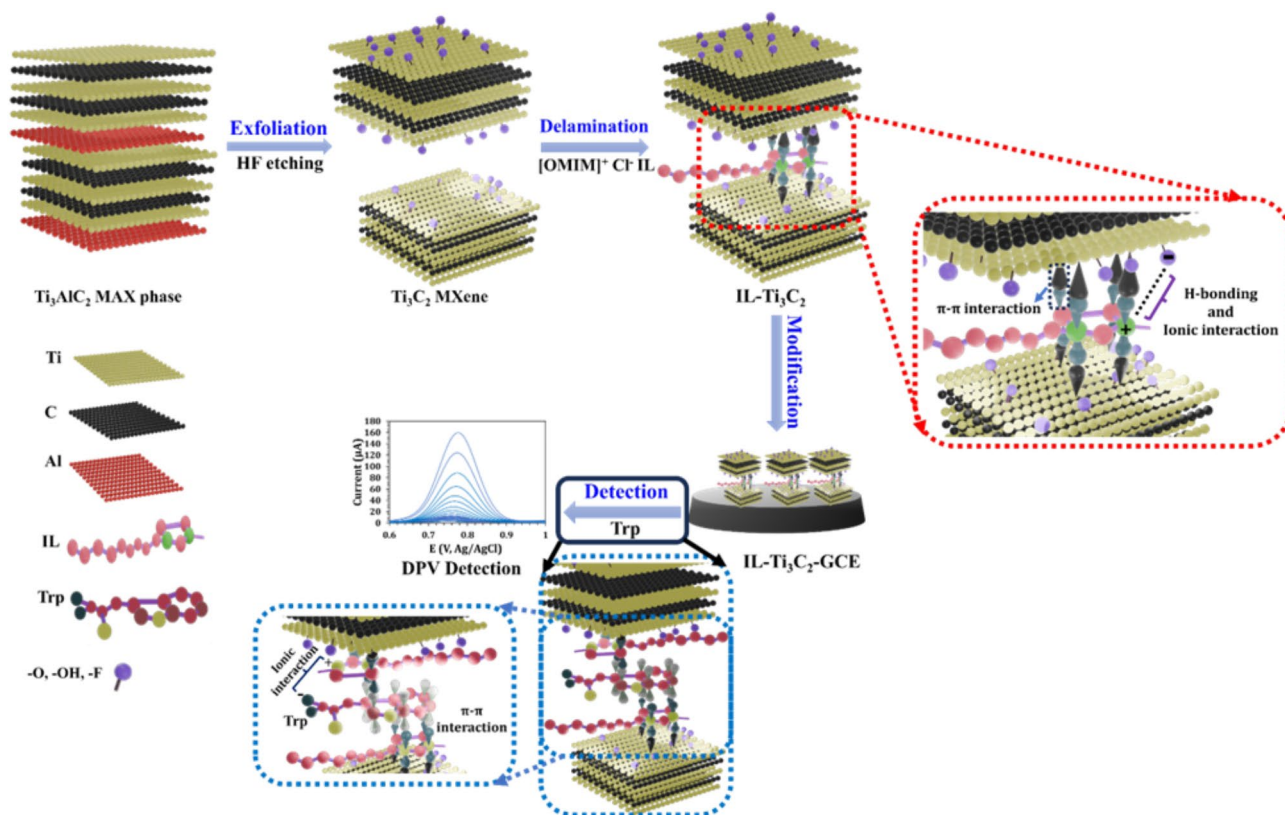 Exfoliation
HF etching
Delamination
[OMIM]⁺ Cl⁻ IL
Ti₃AlC₂ MAX phase
Ti₃C₂ MXene
IL-Ti₃C₂
π-π interaction
H-bonding
and
Ionic interaction
-
+
Modification
Ti
C
Al
IL
Trp
-O, -OH, -F
Current (µA)
180
160
140
120
100
80
60
40
20
0
0.6
0.7
0.8
0.9
1
E (V, Ag/AgCl)
DPV Detection
Detection
Trp
IL-Ti₃C₂-GCE
Ionic
interaction
+
-
Trp
π-π
interaction